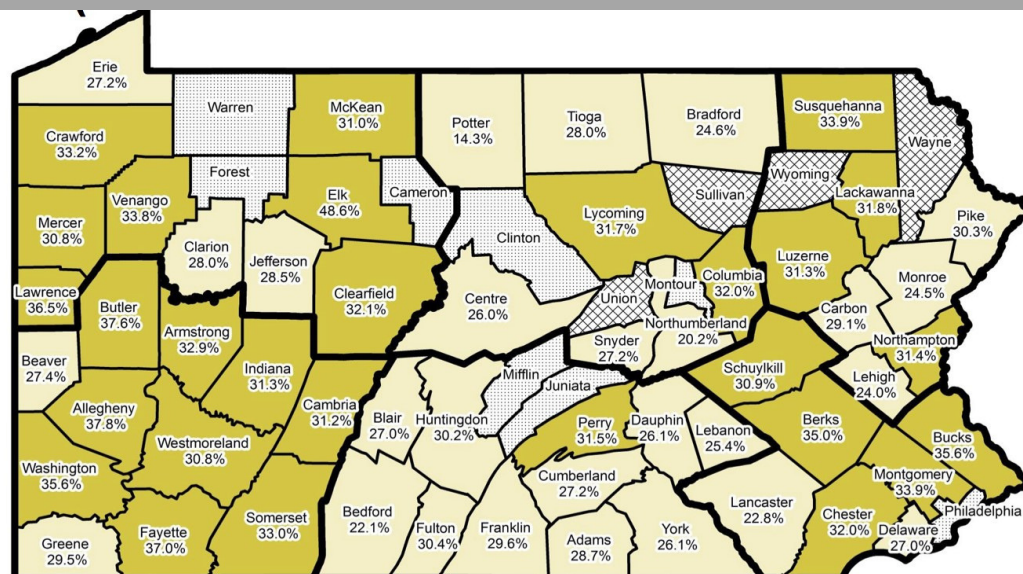 Erie
27.2%
Warren
McKean
31.0%
Potter
14.3%
Tioga
28.0%
Bradford
24.6%
Susquehanna
33.9%
Wayne
Crawford
33.2%
Forest
Venango
33.8%
Elk
48.6%
Cameron
Sullivan
Wyoming
Lackawanna
31.8%
Pike
30.3%
Mercer
30.8%
Clarion
28.0%
Jefferson
28.5%
Clinton
Lycoming
31.7%
Luzerne
31.3%
Monroe
24.5%
Lawrence
36.5%
Butler
37.6%
Clearfield
32.1%
Centre
26.0%
Union
Montour
Columbia
32.0%
Carbon
29.1%
Armstrong
32.9%
Northumberland
20.2%
Snyder
27.2%
Northampton
31.4%
Beaver
27.4%
Indiana
31.3%
Mifflin
Juniata
Schuylkill
30.9%
Lehigh
24.0%
Allegheny
37.8%
Cambria
31.2%
Blair
27.0%
Huntingdon
30.2%
Perry
31.5%
Dauphin
26.1%
Lebanon
25.4%
Berks
35.0%
Bucks
35.6%
Westmoreland
30.8%
Washington
35.6%
Cumberland
27.2%
Montgomery
33.9%
Lancaster
22.8%
Philadelphia
Bedford
22.1%
Somerset
33.0%
Fayette
37.0%
Fulton
30.4%
Franklin
29.6%
Adams
28.7%
York
26.1%
Chester
32.0%
Delaware
27.0%
Greene
29.5%